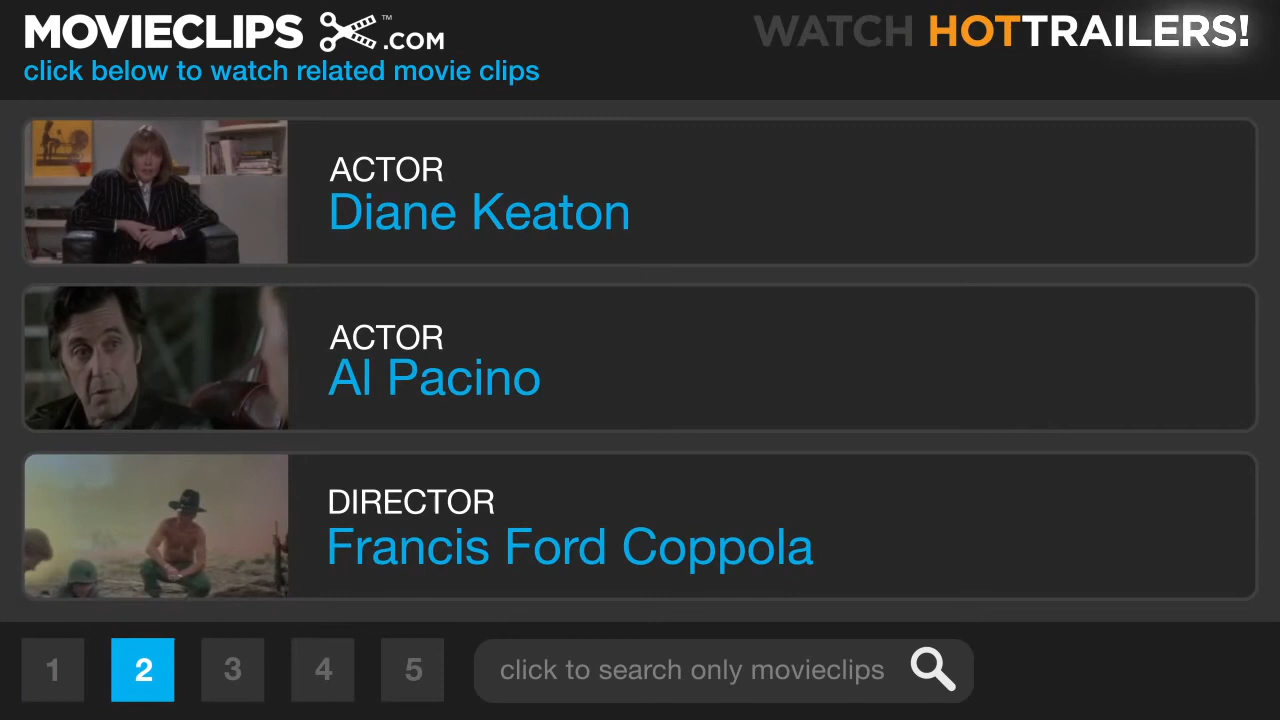 MOVIECLIPS ™ .COM
WATCH HOTTRAILERS!
click below to watch related movie clips
ACTOR
Diane Keaton
ACTOR
Al Pacino
DIRECTOR
Francis Ford Coppola
1 2 3 4 5 click to search only movieclips